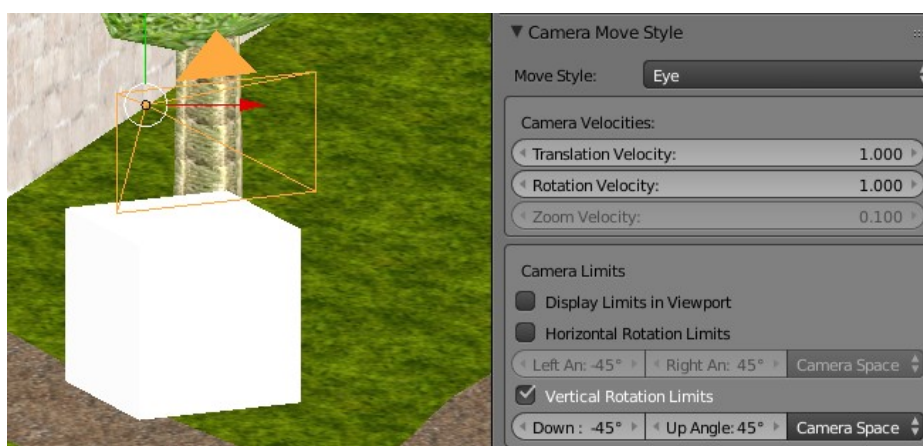 Camera Move Style
Move Style: Eye
Camera Velocities:
Translation Velocity: 1.000
Rotation Velocity: 1.000
Zoom Velocity: 0.100
Camera Limits
Display Limits in Viewport
Horizontal Rotation Limits
Left An: -45° Right An: 45° Camera Space
Vertical Rotation Limits
Down : -45° Up Angle: 45° Camera Space